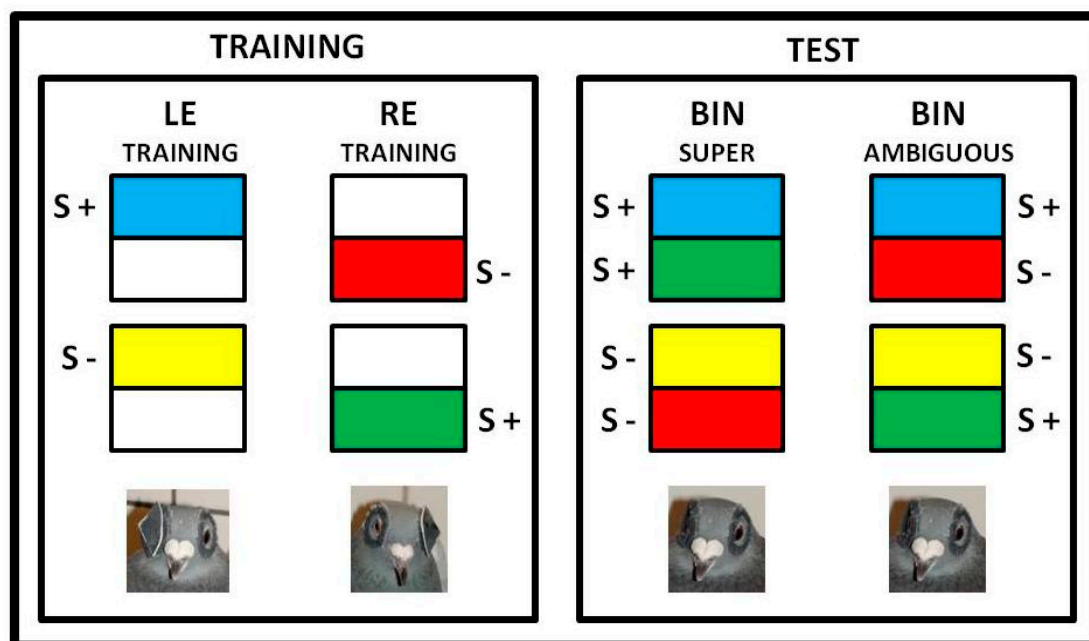 TRAINING
TEST
LE
TRAINING
RE
TRAINING
BIN
SUPER
BIN
AMBIGUOUS
S +
S -
S -
S +
S +
S +
S -
S -
S +
S -
S -
S +